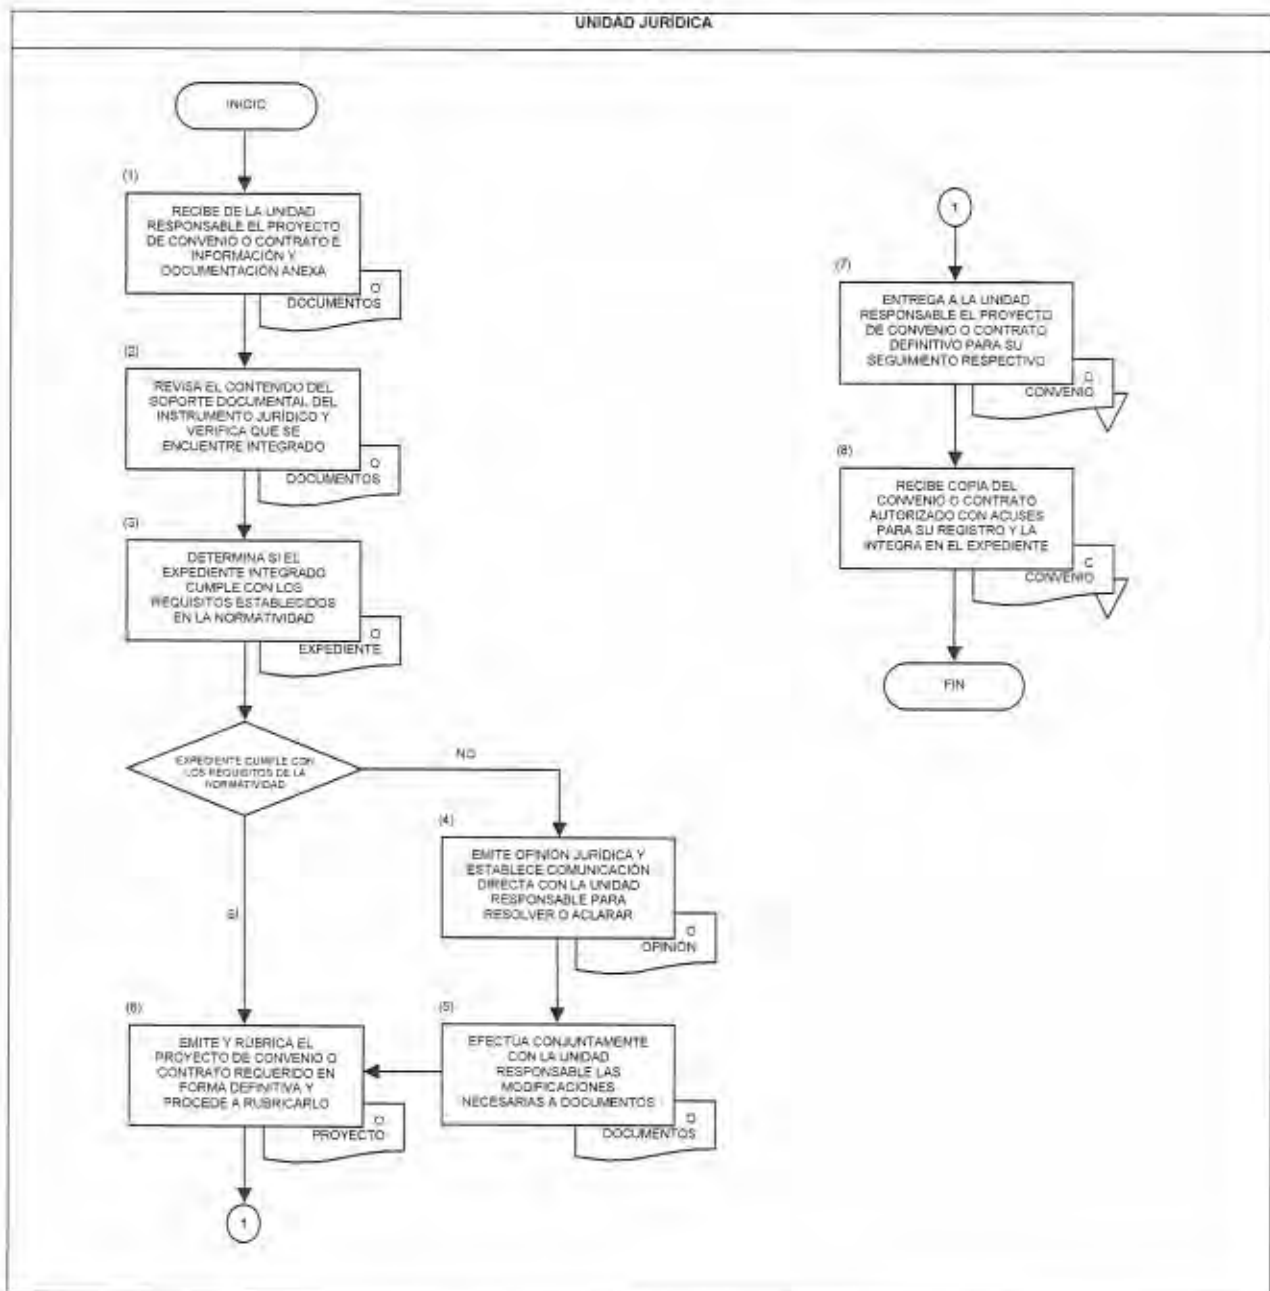 UNIDAD JURÍDICA
INICIO
(1)
RECIBE DE LA UNIDAD
RESPONSABLE EL PROYECTO
DE CONVENIO O CONTRATO E
INFORMACIÓN Y
DOCUMENTACIÓN ANEXA
O
DOCUMENTOS
(2)
REVISA EL CONTENIDO DEL
SOPORTE DOCUMENTAL DEL
INSTRUMENTO JURÍDICO Y
VERIFICA QUE SE
ENCUENTRE INTEGRADO
O
DOCUMENTOS
(3)
DETERMINA SI EL
EXPEDIENTE INTEGRADO
CUMPLE CON LOS
REQUISITOS ESTABLECIDOS
EN LA NORMATIVIDAD
O
EXPEDIENTE
EXPEDIENTE CUMPLE CON
LOS REQUISITOS DE LA
NORMATIVIDAD
NO
SÍ
(4)
EMITE OPINIÓN JURÍDICA Y
ESTABLECE COMUNICACIÓN
DIRECTA CON LA UNIDAD
RESPONSABLE PARA
RESOLVER O ACLARAR
O
OPINIÓN
(5)
EFECTÚA CONJUNTAMENTE
CON LA UNIDAD
RESPONSABLE LAS
MODIFICACIONES
NECESARIAS A DOCUMENTOS
O
DOCUMENTOS
(6)
EMITE Y RÚBRICA EL
PROYECTO DE CONVENIO O
CONTRATO REQUERIDO EN
FORMA DEFINITIVA Y
PROCEDE A RUBRICARLO
O
PROYECTO
1
1
(7)
ENTREGA A LA UNIDAD
RESPONSABLE EL PROYECTO
DE CONVENIO O CONTRATO
DEFINITIVO PARA SU
SEGUIMIENTO RESPECTIVO
O
CONVENIO
(8)
RECIBE COPIA DEL
CONVENIO O CONTRATO
AUTORIZADO CON ACUSES
PARA SU REGISTRO Y LA
INTEGRA EN EL EXPEDIENTE
C
CONVENIO
FIN